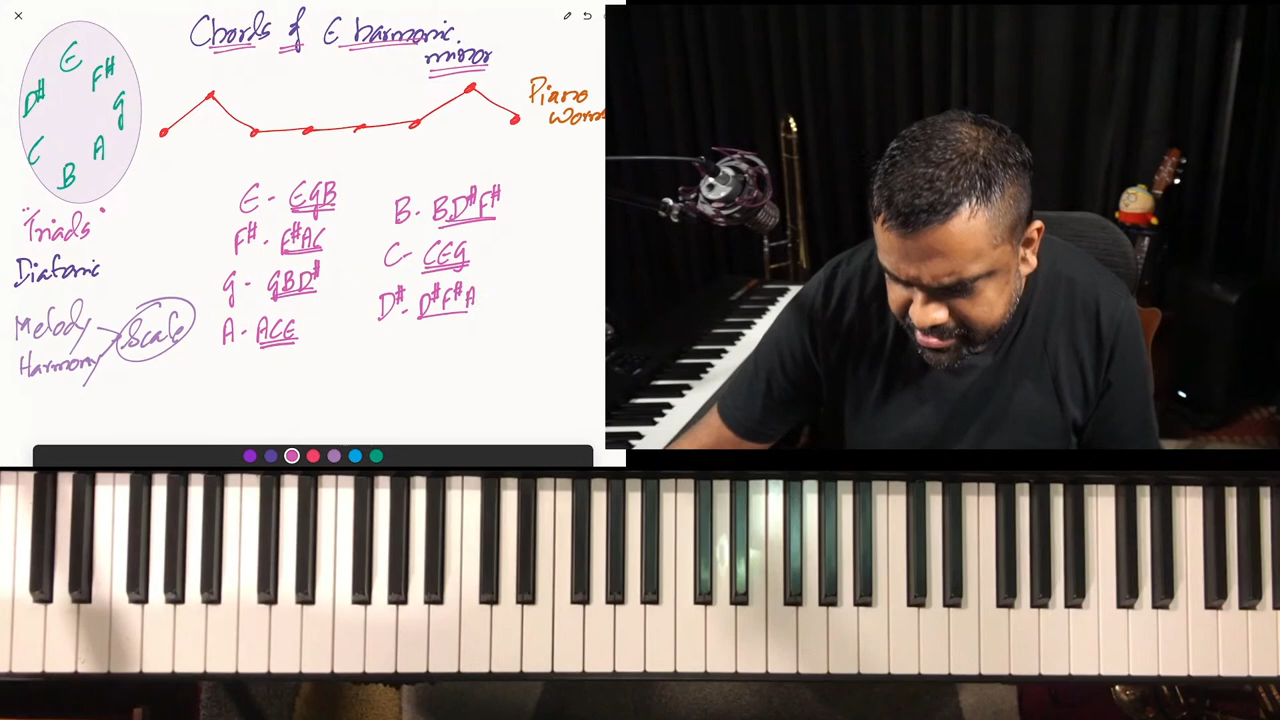 Chords of E harmonic
minor
E
F#
G
A
B
C
D#
Piano
"Triads"
Diatonic
Melody
Harmony
Scale
E - EGB
F# - F#AC
G - GBD#
A - ACE
B - BD#F#
C - CEG
D# - D#F#A